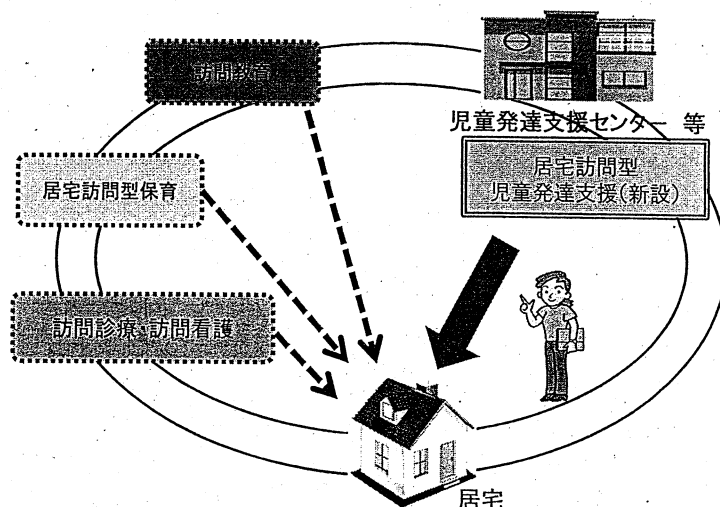 訪問教育
児童発達支援センター 等
居宅訪問型
児童発達支援(新設)
居宅訪問型保育
訪問診療・訪問看護
居宅